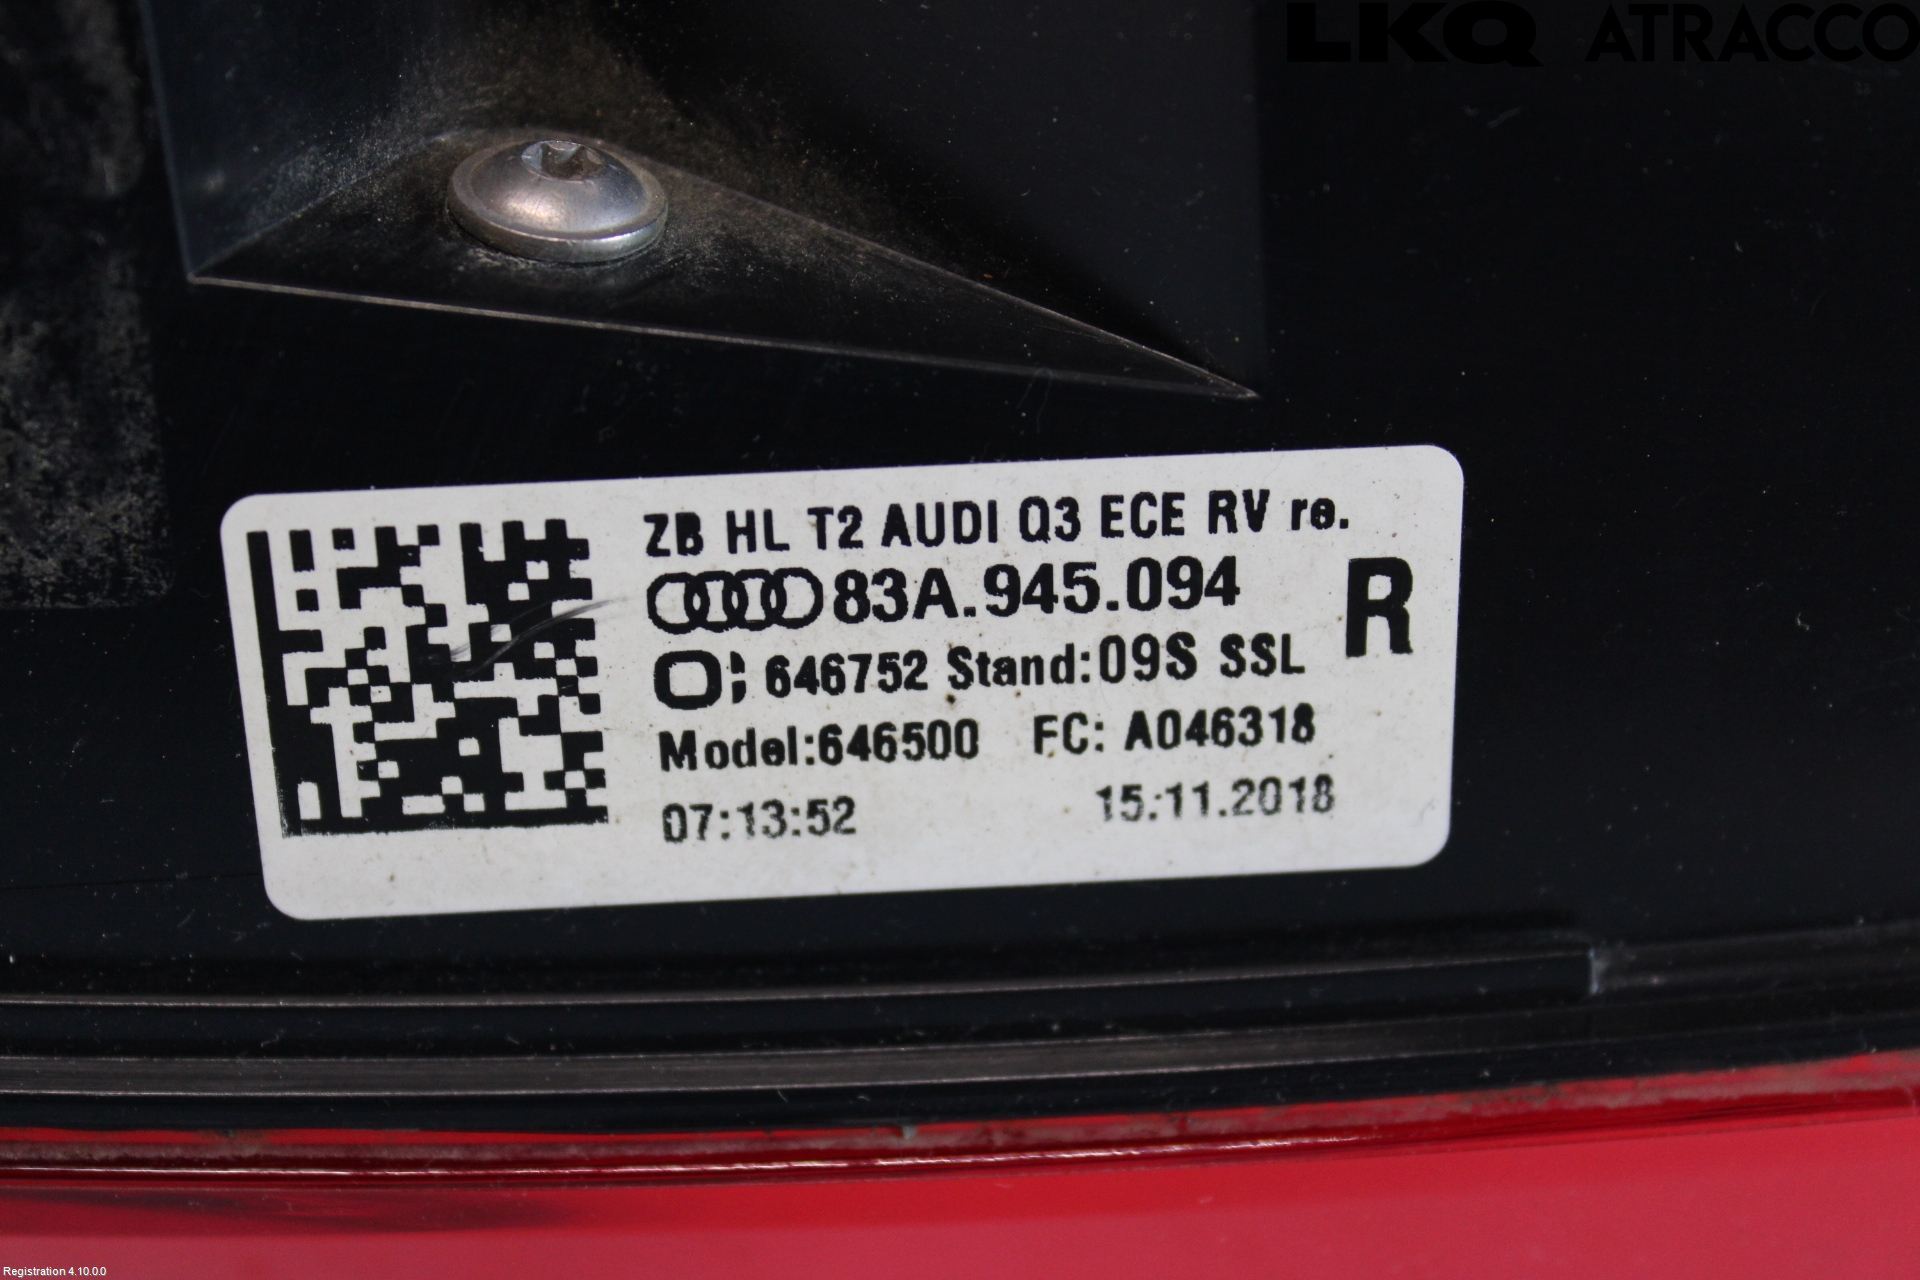 LKQ ATRACCO
ZB HL T2 AUDI Q3 ECE RV re.
83A.945.094
R
646752 Stand:09S SSL
Model:646500 FC: A046318
07:13:52 15.11.2018
Registration 4.10.0.0